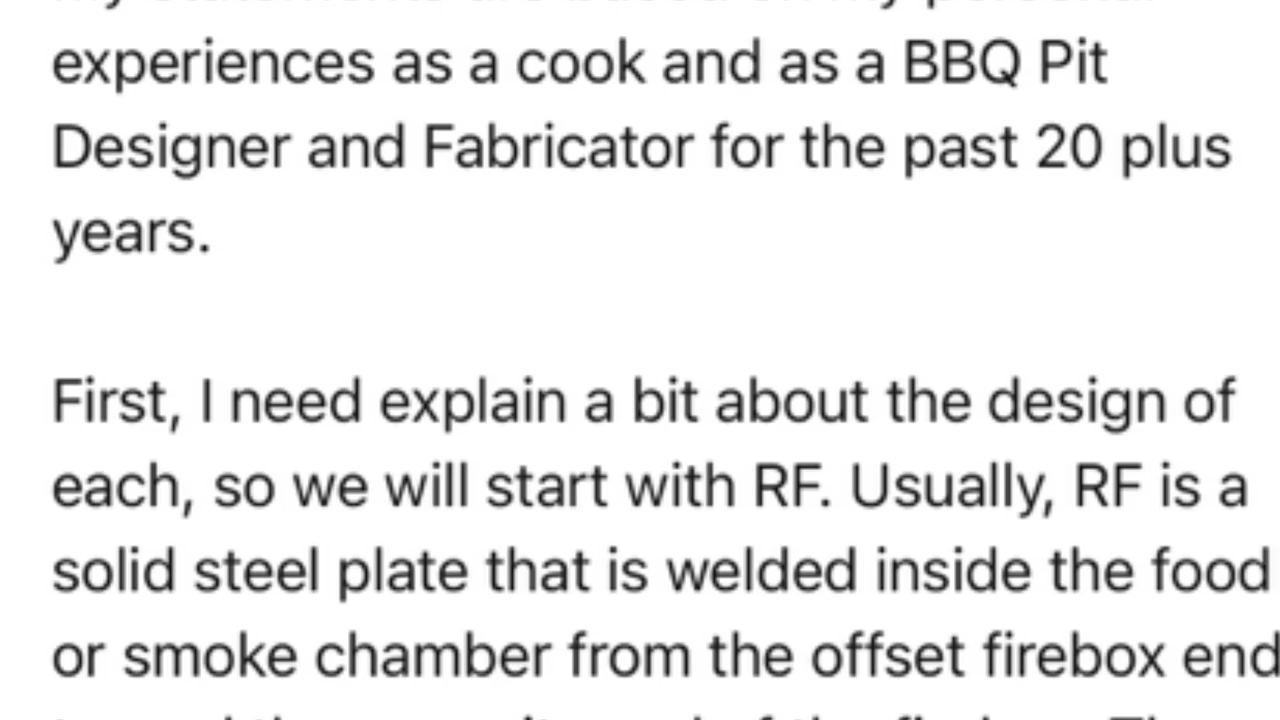 experiences as a cook and as a BBQ Pit
Designer and Fabricator for the past 20 plus
years.
First, I need explain a bit about the design of
each, so we will start with RF. Usually, RF is a
solid steel plate that is welded inside the food
or smoke chamber from the offset firebox end